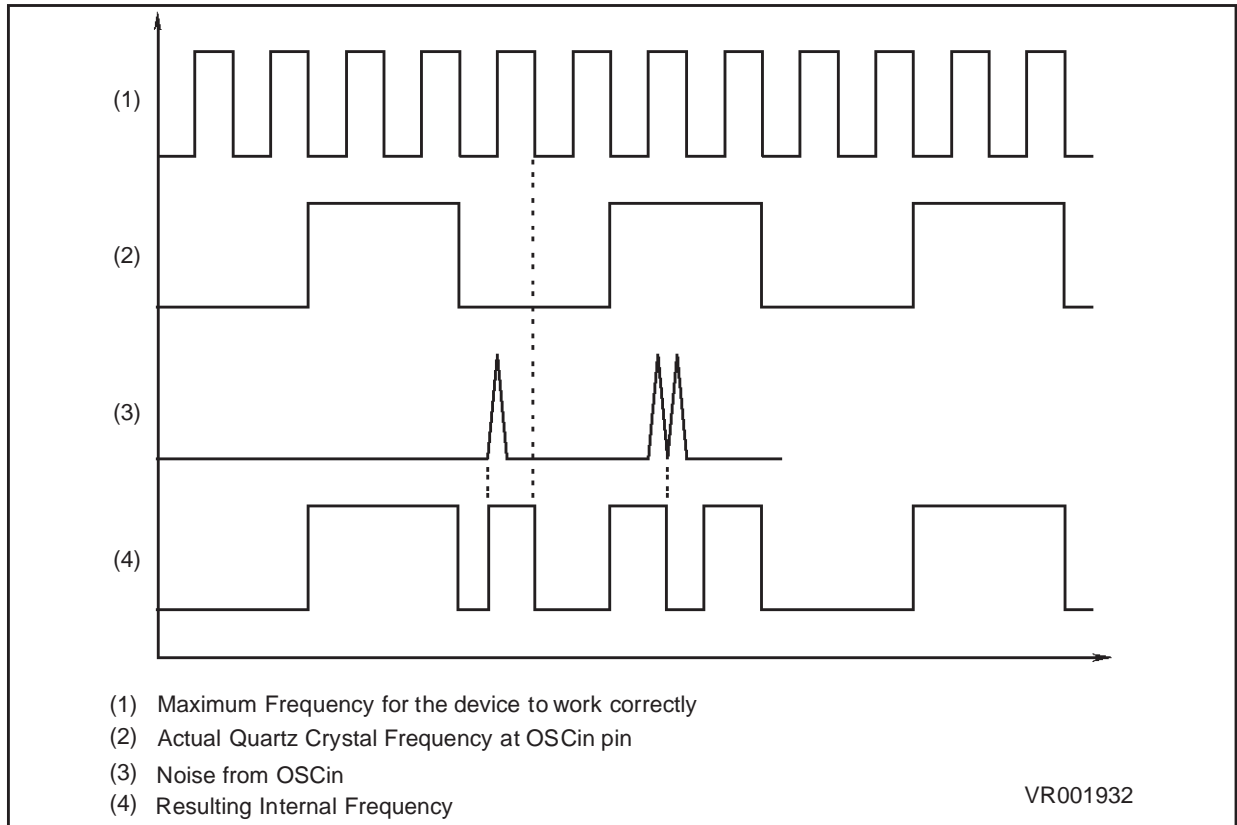 (1)
(2)
(3)
(4)
(1) Maximum Frequency for the device to work correctly
(2) Actual Quartz Crystal Frequency at OSCin pin
(3) Noise from OSCin
(4) Resulting Internal Frequency
VR001932